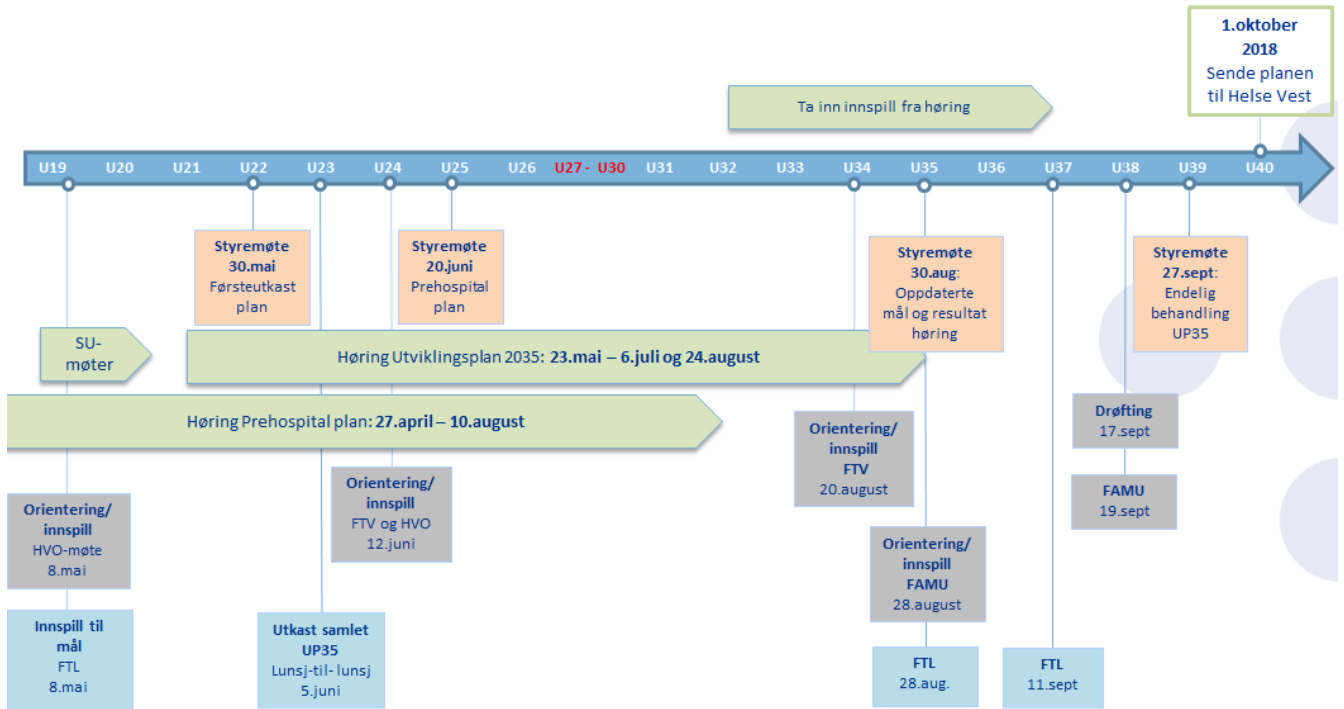 1.oktober
2018
Sende planen
til Helse Vest
Ta inn innspill fra høring
U19 U20 U21 U22 U23 U24 U25 U26 U27 - U30 U31 U32 U33 U34 U35 U36 U37 U38 U39 U40
Styremøte
30.mai
Førsteutkast
plan
Styremøte
20.juni
Prehospital
plan
Styremøte
30.aug:
Oppdaterte
mål og resultat
høring
Styremøte
27.sept:
Endelig
behandling
UP35
SU-
møter
Høring Utviklingsplan 2035: 23.mai – 6.juli og 24.august
Høring Prehospital plan: 27.april – 10.august
Orientering/
innspill
HVO-møte
8.mai
Orientering/
innspill
FTV og HVO
12.juni
Orientering/
innspill
FTV
20.august
Orientering/
innspill
FAMU
28.august
Drøfting
17.sept
FAMU
19.sept
Innspill til
mål
FTL
8.mai
Utkast samlet
UP35
Lunsj-til- lunsj
5.juni
FTL
28.aug.
FTL
11.sept